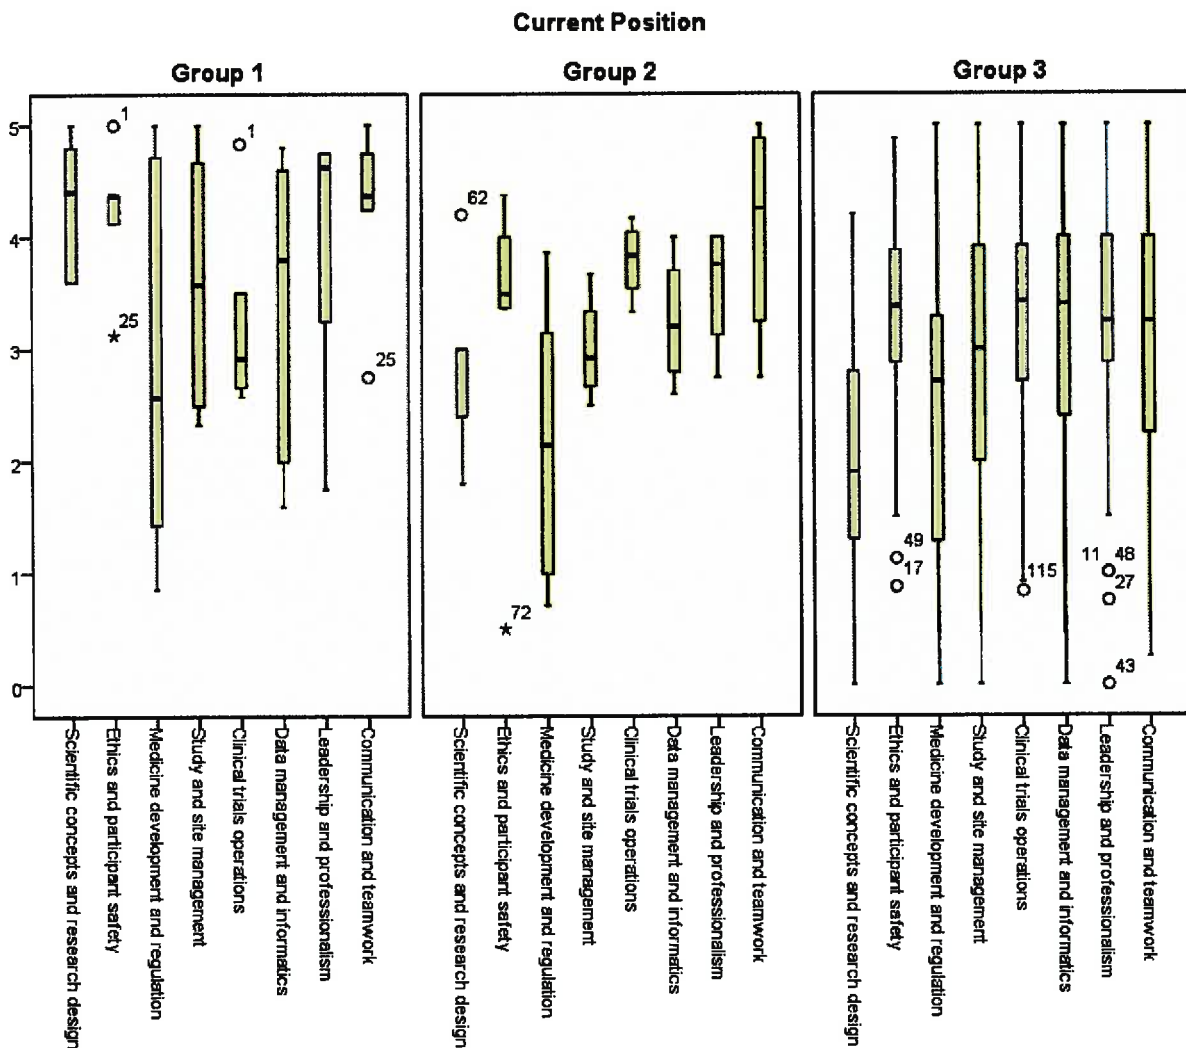 Current Position
Group 1
Group 2
Group 3
5
4
3
2
1
0
1
25
1
25
62
72
49
17
115
11
48
27
43
Scientific concepts and research design
Ethics and participant safety
Medicine development and regulation
Study and site management
Clinical trials operations
Data management and informatics
Leadership and professionalism
Communication and teamwork
Scientific concepts and research design
Ethics and participant safety
Medicine development and regulation
Study and site management
Clinical trials operations
Data management and informatics
Leadership and professionalism
Communication and teamwork
Scientific concepts and research design
Ethics and participant safety
Medicine development and regulation
Study and site management
Clinical trials operations
Data management and informatics
Leadership and professionalism
Communication and teamwork